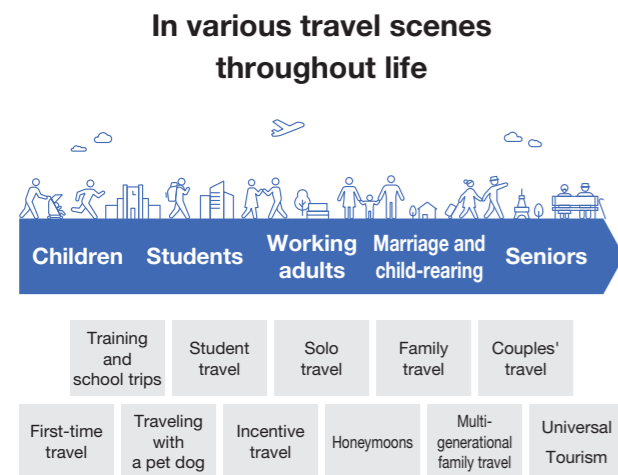 In various travel scenes
throughout life
Children
Students
Working
adults
Marriage and
child-rearing
Seniors
Training
and
school trips
Student
travel
Solo
travel
Family
travel
Couples'
travel
First-time
travel
Traveling
with
a pet dog
Incentive
travel
Honeymoons
Multi-
generational
family travel
Universal
Tourism